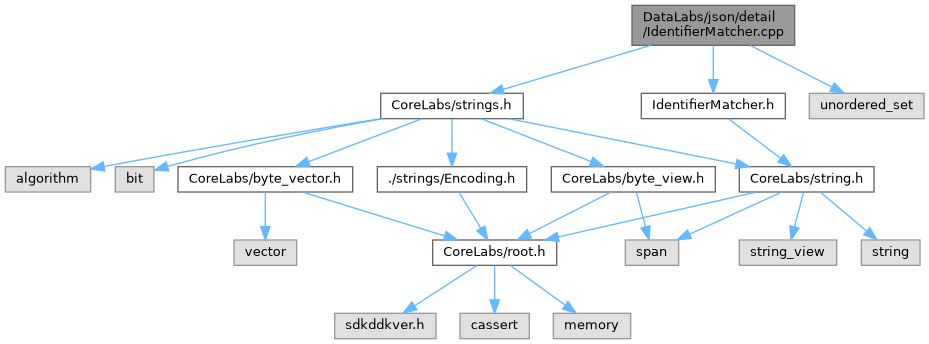 DataLabs/json/detail
/IdentifierMatcher.cpp
CoreLabs/strings.h
IdentifierMatcher.h
unordered_set
algorithm
bit
CoreLabs/byte_vector.h
./strings/Encoding.h
CoreLabs/byte_view.h
CoreLabs/string.h
vector
CoreLabs/root.h
span
string_view
string
sdkddkver.h
cassert
memory